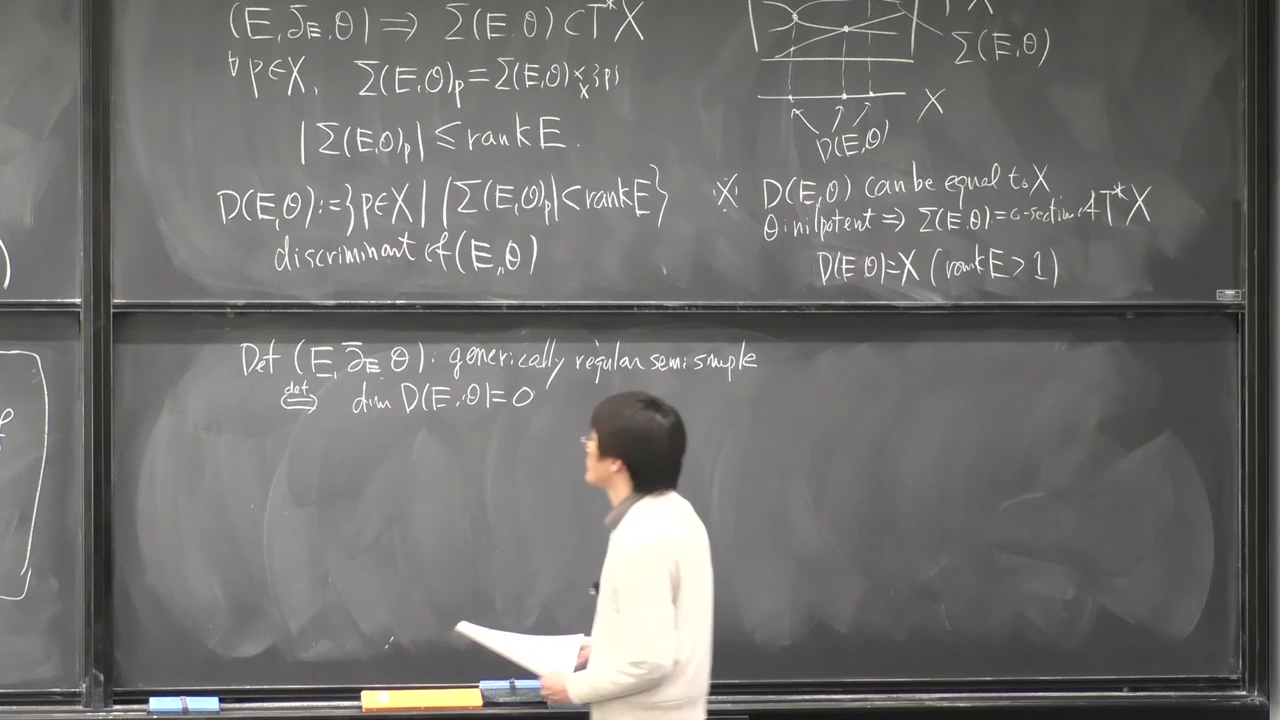 (E, ∂̄_E, θ) ⇒ Σ(E, θ) ⊂ T*X
∀p∈X, Σ(E,θ)_p = Σ(E,θ) ×_X {p}
|Σ(E,θ)_p| ≤ rank E.
D(E,θ) := {p∈X | |Σ(E,θ)_p| < rank E}
discriminant of (E, θ)
T*X
Σ(E,θ)
X
D(E,θ)
※ D(E,θ) can be equal to X
θ: nilpotent ⇒ Σ(E,θ) = 0-section of T*X
D(E,θ) = X (rank E > 1)
Def (E, ∂̄_E, θ): generically regular semisimple
def ⇔ dim D(E,θ) = 0